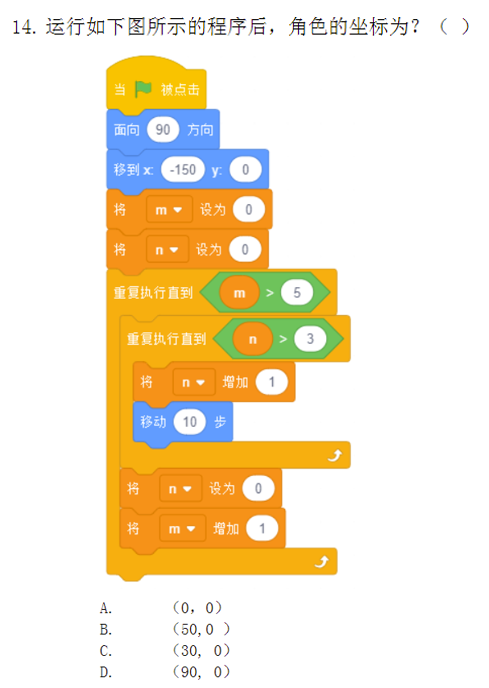 14. 运行如下图所示的程序后，角色的坐标为？（ ）
当 被点击
面向 90 方向
移到 x: -150 y: 0
将 m 设为 0
将 n 设为 0
重复执行直到 m > 5
重复执行直到 n > 3
将 n 增加 1
移动 10 步
将 n 设为 0
将 m 增加 1
A. （0, 0）
B. （50,0 ）
C. （30, 0）
D. （90, 0）